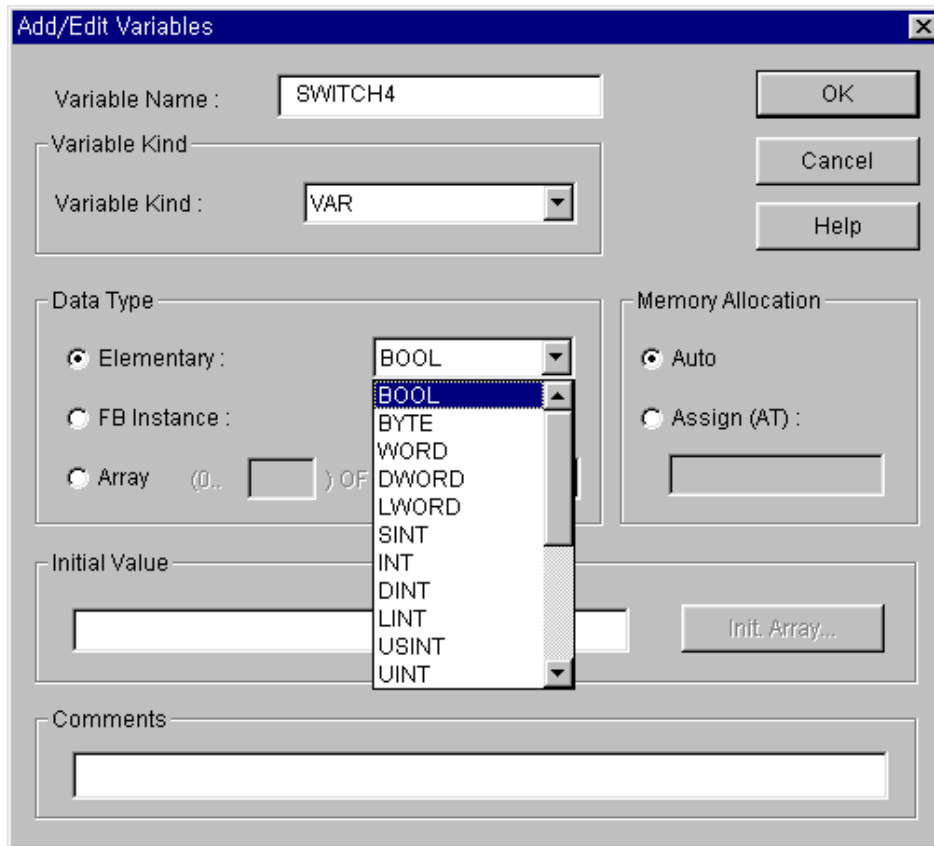 Add/Edit Variables
Variable Name : SWITCH4
OK
Variable Kind
Cancel
Variable Kind : VAR
Help
Data Type
Memory Allocation
Elementary : BOOL
Auto
BOOL
FB Instance :
BYTE
Assign (AT) :
WORD
Array (0.. ) OF
DWORD
LWORD
SINT
Initial Value
INT
DINT
LINT
Init. Array...
USINT
UINT
Comments